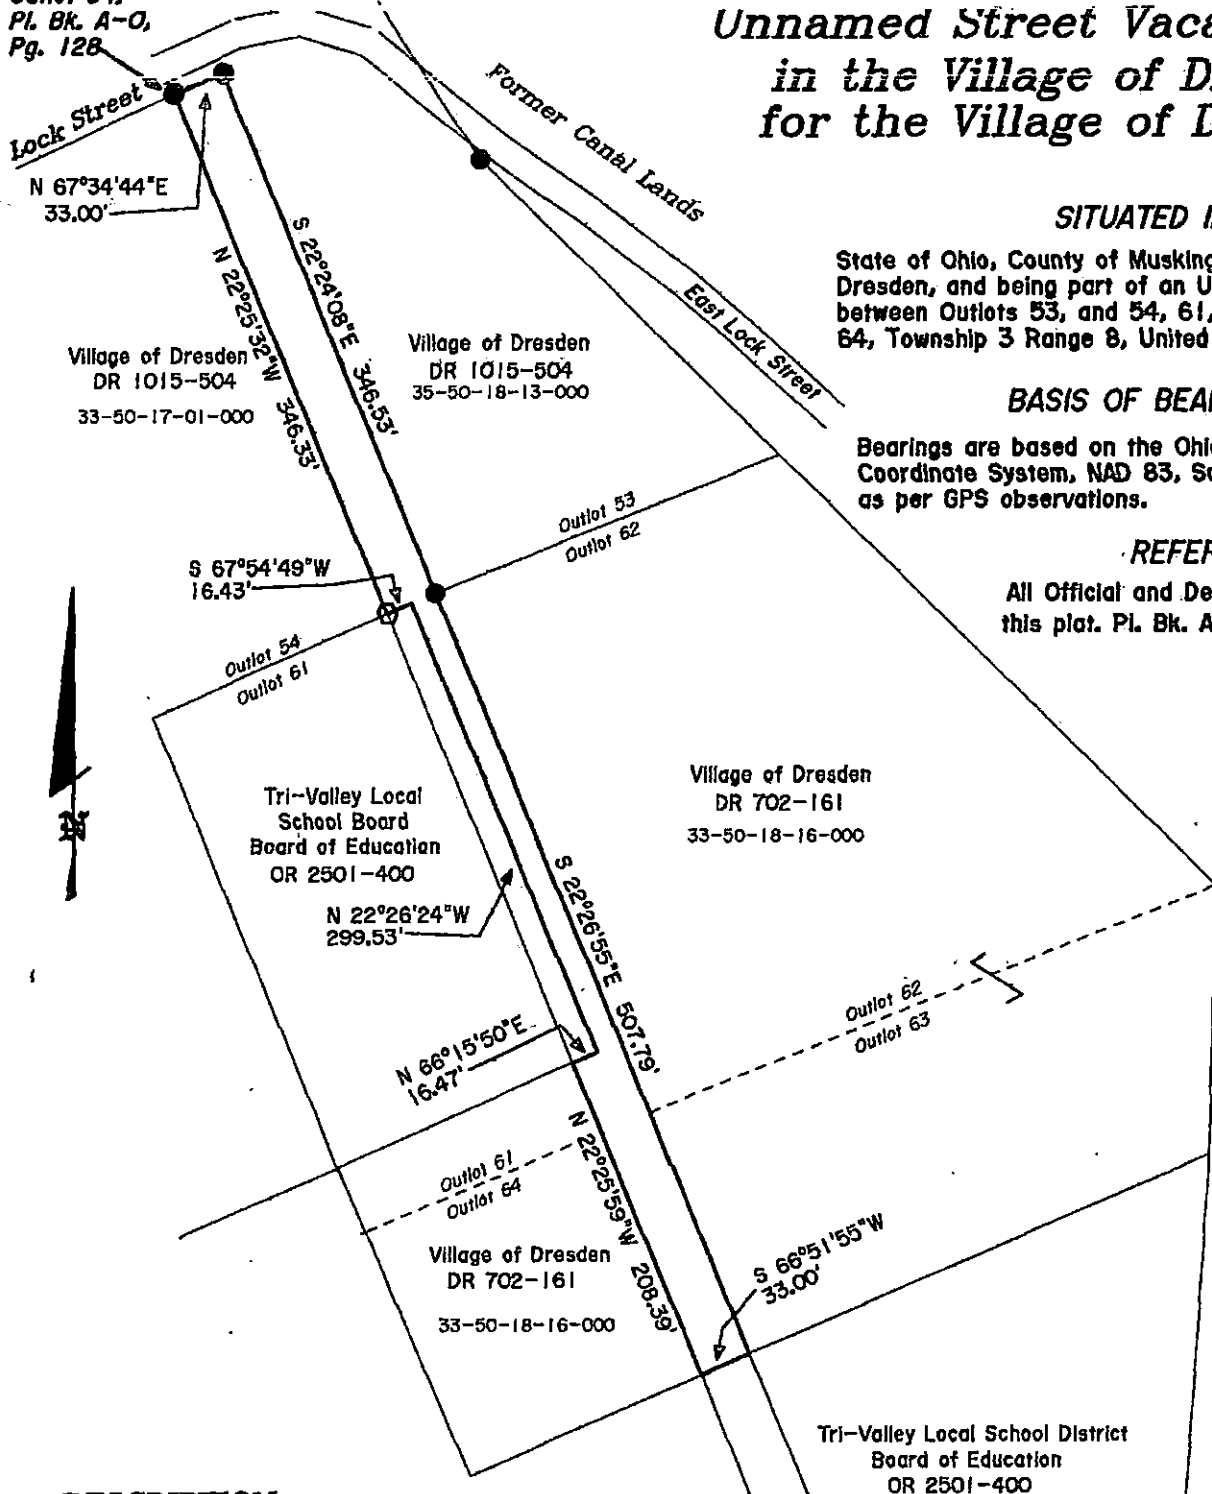 Pl. Bk. A-O,
Pg. 128
Unnamed Street Vaca
in the Village of D
for the Village of D
Lock Street
N 67°34'44"E
33.00'
Former Canal Lands
East Lock Street
SITUATED I
State of Ohio, County of Musking
Dresden, and being part of an U
between Outlots 53, and 54, 61,
64, Township 3 Range 8, United
BASIS OF BEA
Bearings are based on the Ohi
Coordinate System, NAD 83, So
as per GPS observations.
REFER
All Official and De
this plat. Pl. Bk. A
N 22°25'32"W 346.33'
S 22°24'08"E 346.53'
Village of Dresden
DR 1015-504
33-50-17-01-000
Village of Dresden
DR 1015-504
35-50-18-13-000
Outlot 53
Outlot 62
S 67°54'49"W
16.43'
Outlot 54
Outlot 61
N
Tri-Valley Local
School Board
Board of Education
OR 2501-400
Village of Dresden
DR 702-161
33-50-18-16-000
N 22°26'24"W
299.53'
S 22°26'55"E 507.79'
Outlot 62
Outlot 63
N 66°15'50"E
16.47'
N 22°25'59"W 208.39'
Outlot 61
Outlot 64
Village of Dresden
DR 702-161
33-50-18-16-000
S 66°51'55"W
33.00'
Tri-Valley Local School District
Board of Education
OR 2501-400